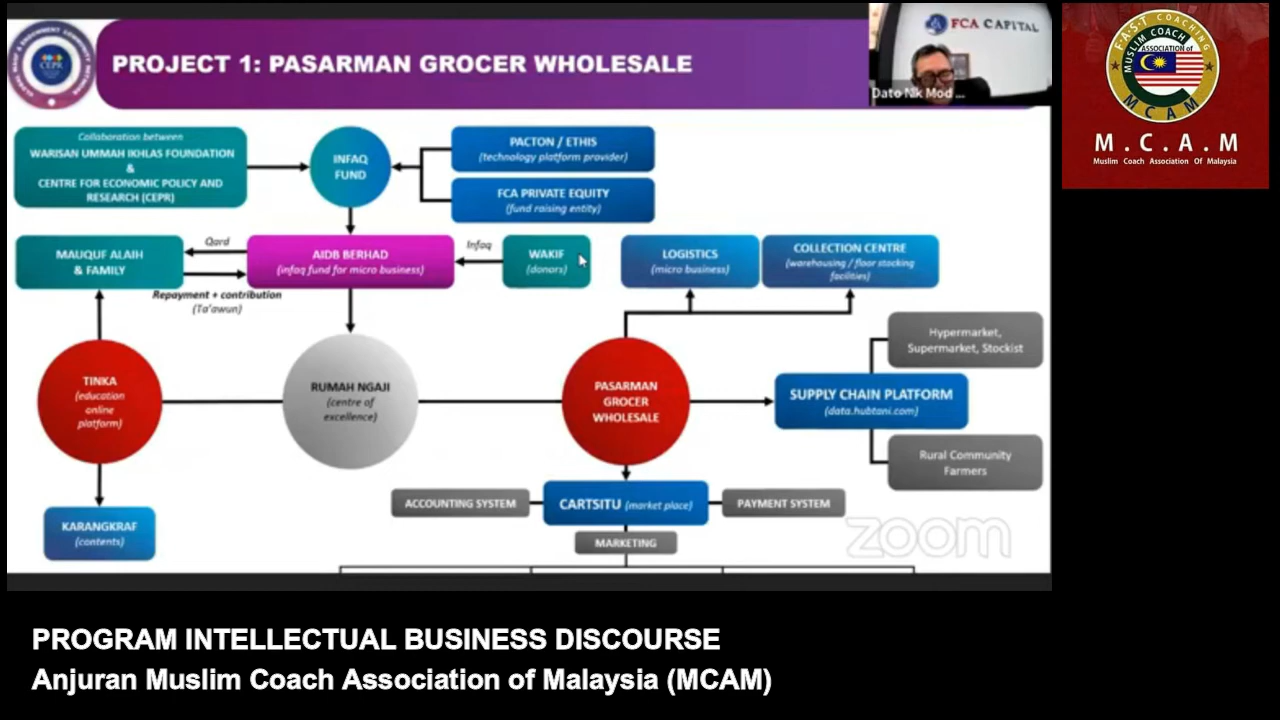 PROJECT 1: PASARMAN GROCER WHOLESALE
CEPR
FCA CAPITAL
Dato Nik Mod ...
FAST COACHING
MUSLIM COACH
ASSOCIATION of
MCAM
M.C.A.M
Muslim Coach Association Of Malaysia
Collaboration between
WARISAN UMMAH IKHLAS FOUNDATION
&
CENTRE FOR ECONOMIC POLICY AND
RESEARCH (CEPR)
INFAQ
FUND
PACTON / ETHIS
(technology platform provider)
FCA PRIVATE EQUITY
(fund raising entity)
MAUQUF ALAIH
& FAMILY
Qard
Repayment + contribution
(Ta'awun)
AIDB BERHAD
(infaq fund for micro business)
Infaq
WAKIF
(donors)
LOGISTICS
(micro business)
COLLECTION CENTRE
(warehousing / floor stocking
facilities)
Hypermarket,
Supermarket, Stockist
TINKA
(education
online
platform)
RUMAH NGAJI
(centre of
excellence)
PASARMAN
GROCER
WHOLESALE
SUPPLY CHAIN PLATFORM
(data.hubtani.com)
Rural Community
Farmers
KARANGKRAF
(contents)
ACCOUNTING SYSTEM
CARTSITU (market place)
PAYMENT SYSTEM
MARKETING
zoom
PROGRAM INTELLECTUAL BUSINESS DISCOURSE
Anjuran Muslim Coach Association of Malaysia (MCAM)